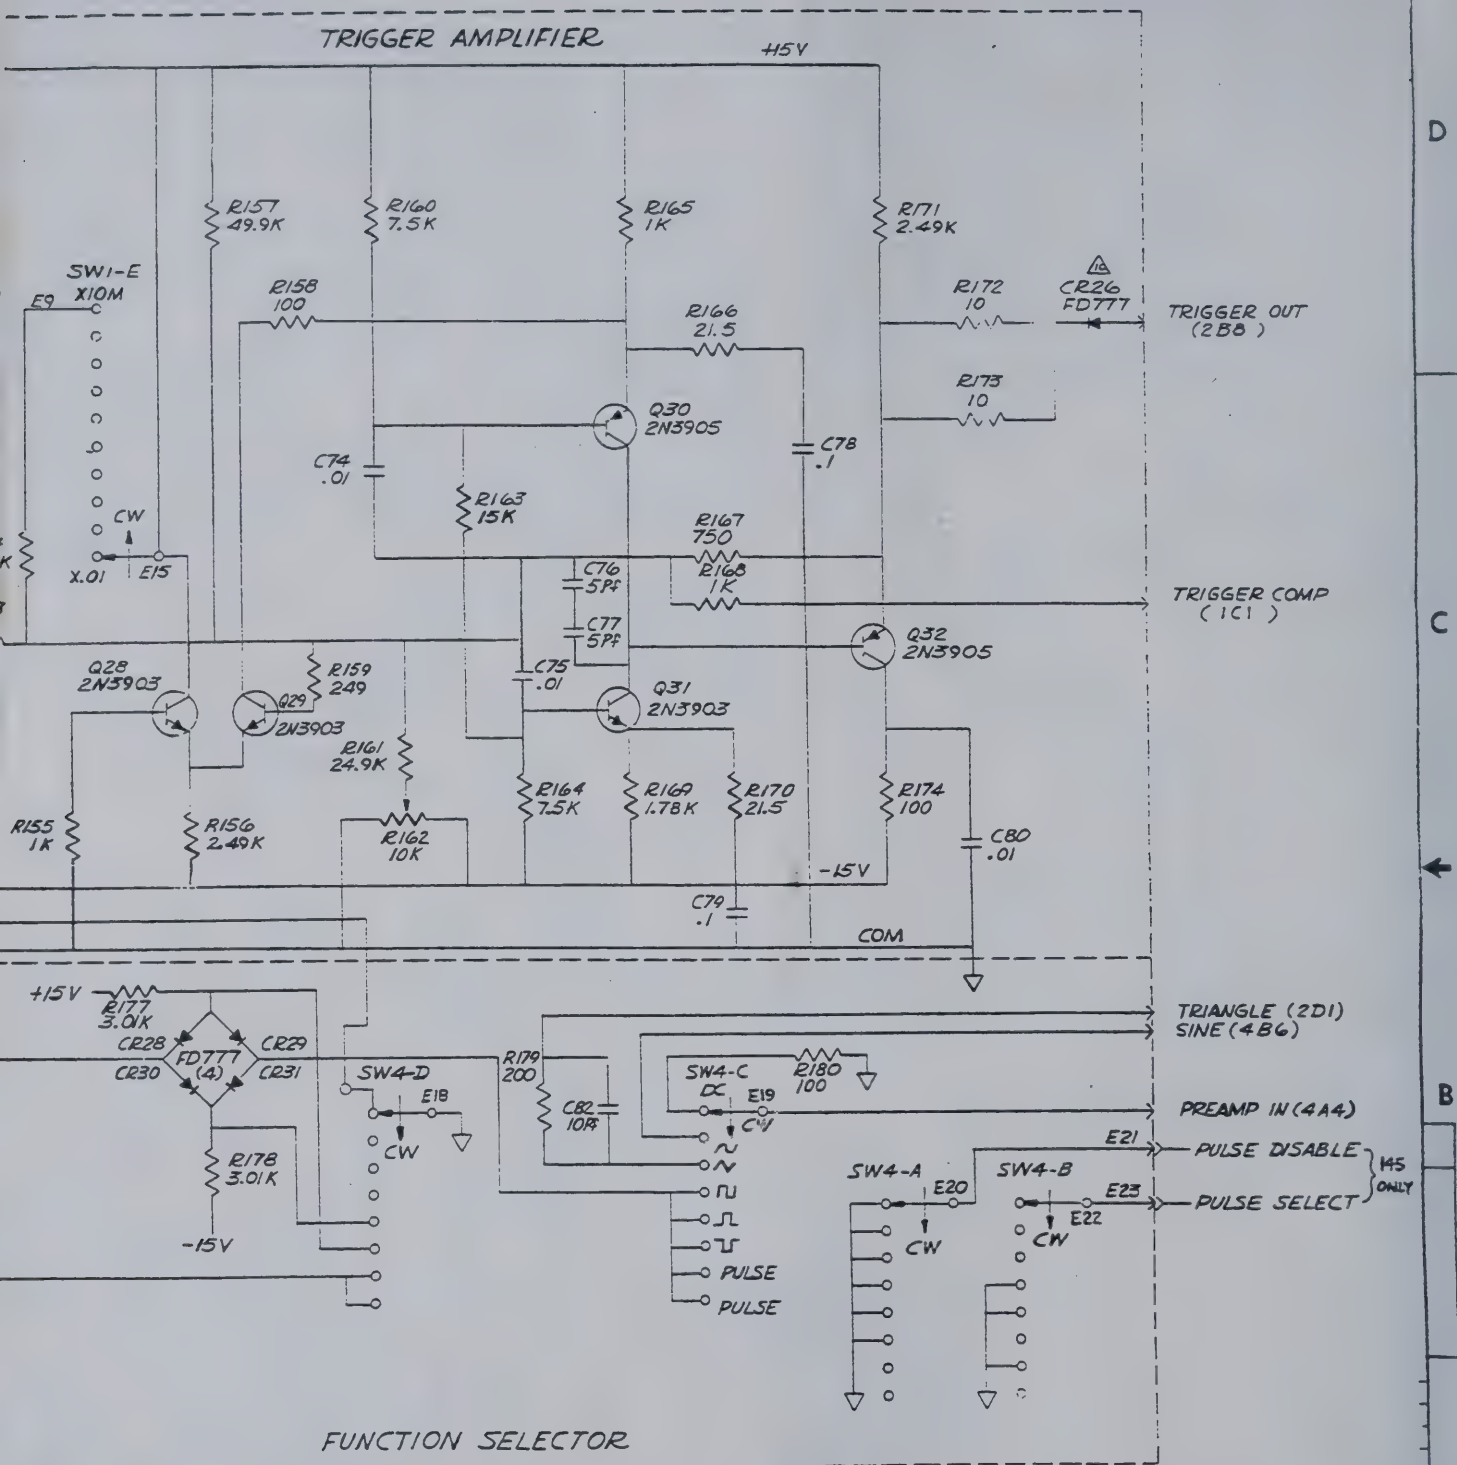 TRIGGER AMPLIFIER
+15V
D
R157
49.9K
R160
7.5K
R165
1K
R171
2.49K
SW1-E
X10M
E9
R158
100
R166
21.5
R172
10
CR26
FD777
TRIGGER OUT
(2B8)
R173
10
Q30
2N3905
C78
.1
C74
.01
R163
15K
CW
X.01
E15
K
R167
750
R168
1K
C76
5Pf
C77
5Pf
TRIGGER COMP
(1C1)
C
Q32
2N3905
Q28
2N3903
R159
249
Q29
2N3903
C75
.01
Q31
2N3903
R161
24.9K
R162
10K
R164
7.5K
R169
1.78K
R170
21.5
R174
100
R155
1K
R156
2.49K
C80
.01
-15V
C79
.1
COM
+15V
R177
3.01K
CR28
CR29
FD777
(4)
CR30
CR31
R178
3.01K
-15V
SW4-D
E18
CW
R179
200
C82
10Pf
SW4-C
DC
E19
CW
R180
100
PULSE
PULSE
TRIANGLE (2D1)
SINE (4B6)
PREAMP IN (4A4)
B
E21
PULSE DISABLE
145
ONLY
SW4-A
E20
CW
SW4-B
E23
E22
CW
PULSE SELECT
FUNCTION SELECTOR